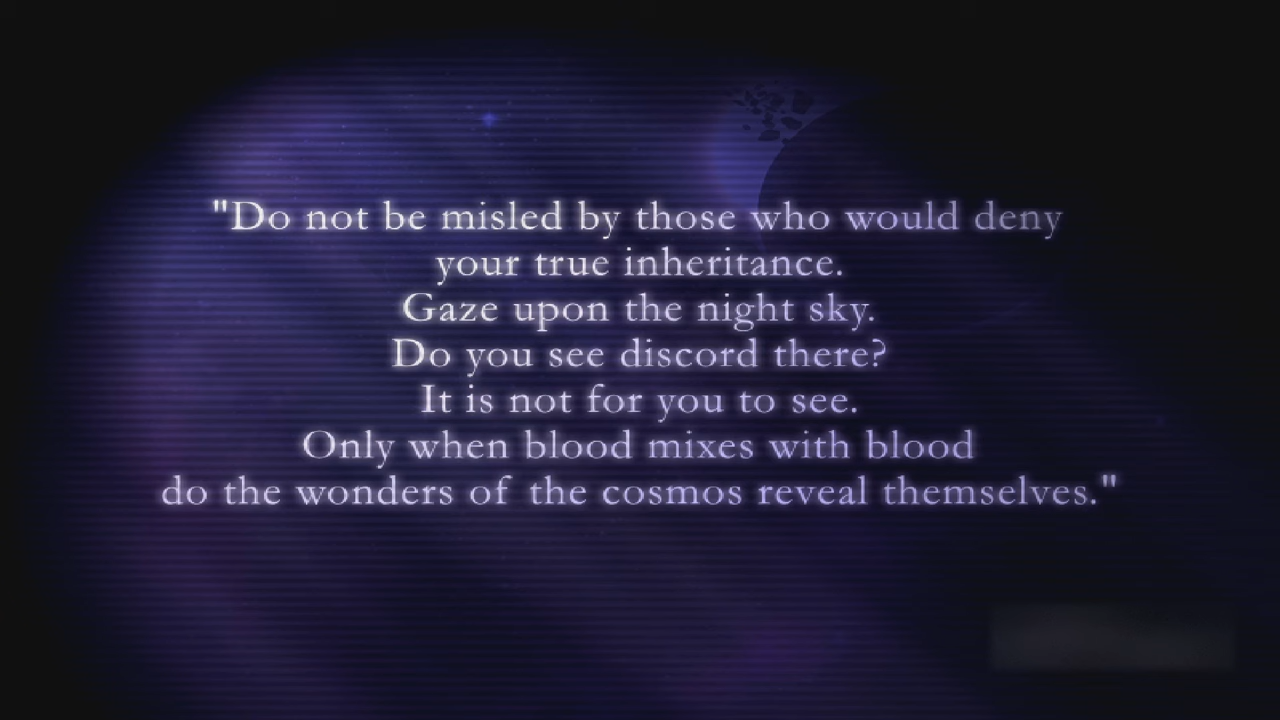 "Do not be misled by those who would deny
your true inheritance.
Gaze upon the night sky.
Do you see discord there?
It is not for you to see.
Only when blood mixes with blood
do the wonders of the cosmos reveal themselves."